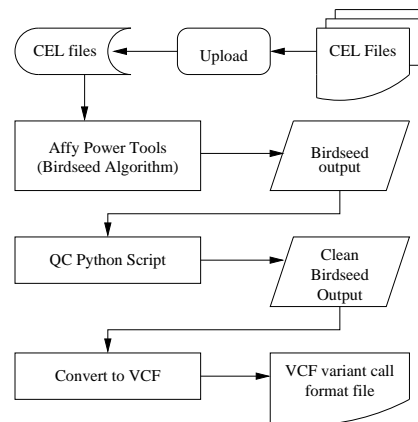 CEL files
Upload
CEL Files
Affy Power Tools
(Birdseed Algorithm)
Birdseed
output
QC Python Script
Clean
Birdseed
Output
Convert to VCF
VCF variant call
format file